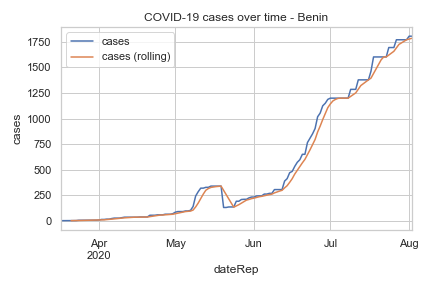 COVID-19 cases over time - Benin
cases
cases (rolling)
1750
1500
1250
1000
750
500
250
0
cases
Apr
2020
May
Jun
Jul
Aug
dateRep